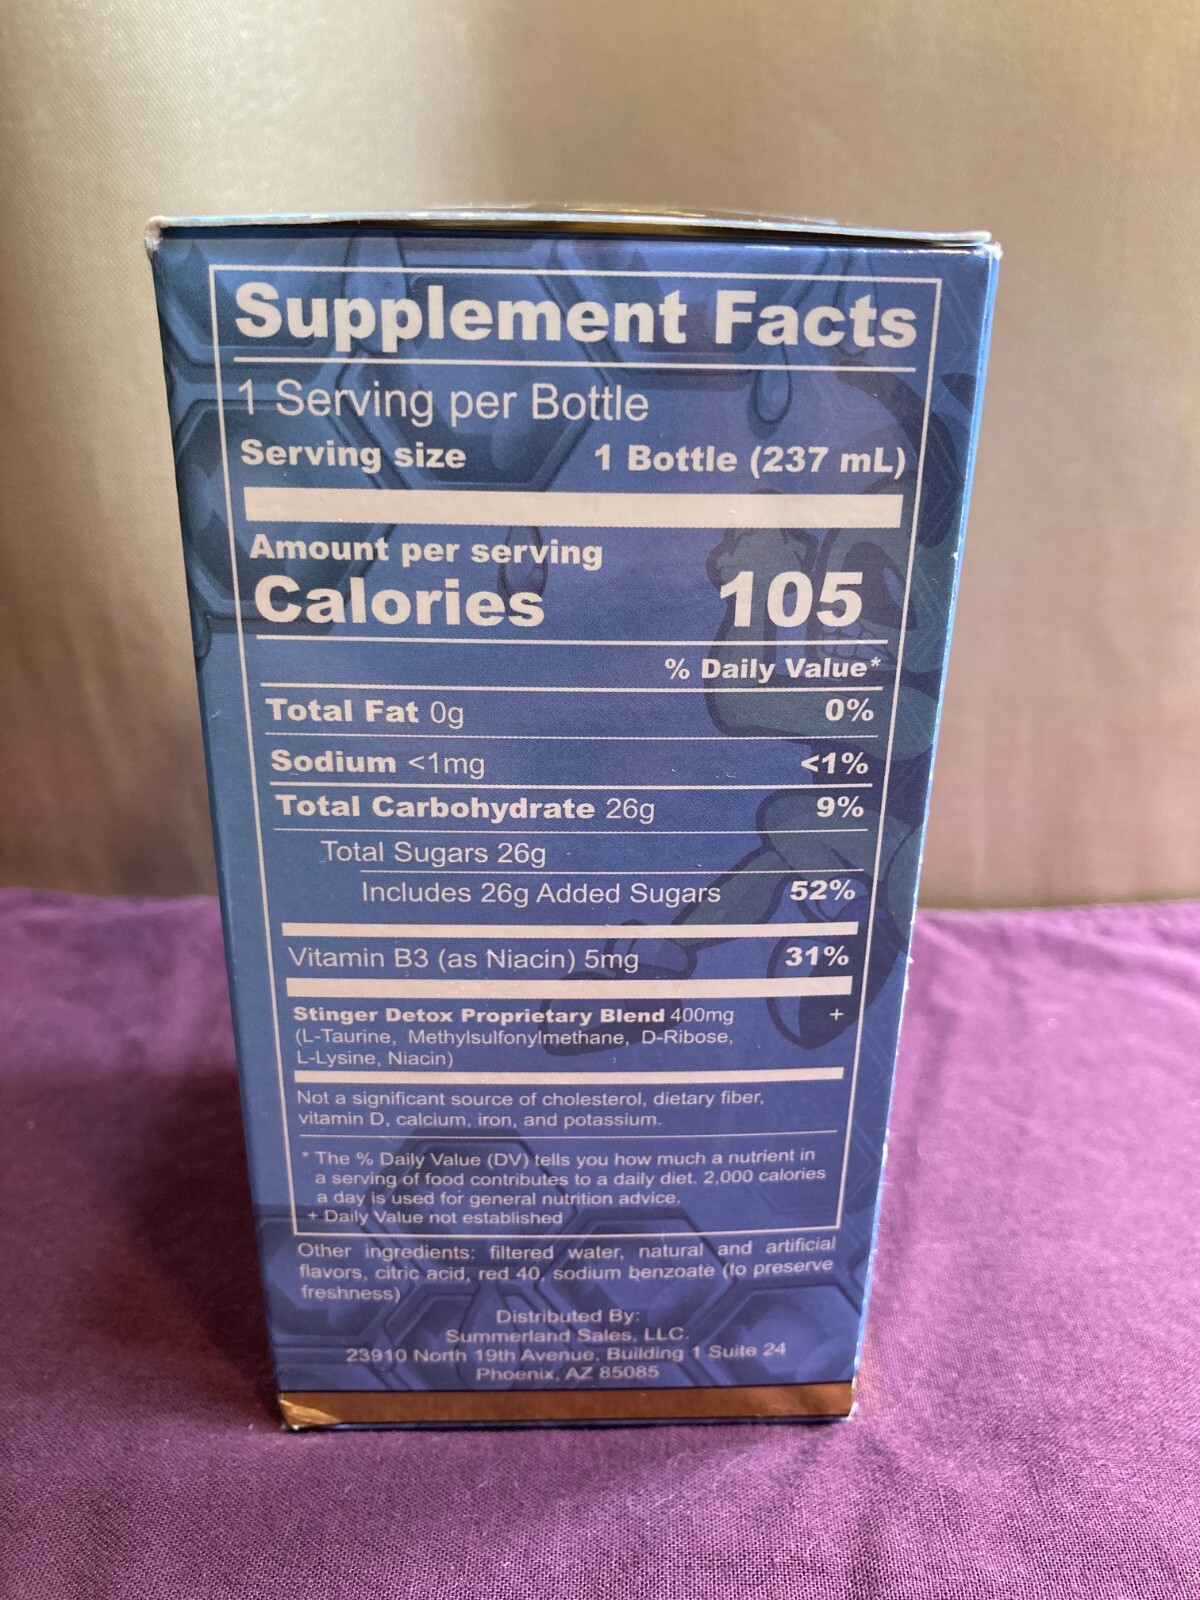 Supplement Facts
1 Serving per Bottle
Serving size 1 Bottle (237 mL)
Amount per serving
Calories 105
% Daily Value*
Total Fat 0g 0%
Sodium <1mg <1%
Total Carbohydrate 26g 9%
Total Sugars 26g
Includes 26g Added Sugars 52%
Vitamin B3 (as Niacin) 5mg 31%
Stinger Detox Proprietary Blend 400mg +
(L-Taurine, Methylsulfonylmethane, D-Ribose,
L-Lysine, Niacin)
Not a significant source of cholesterol, dietary fiber,
vitamin D, calcium, iron, and potassium.
* The % Daily Value (DV) tells you how much a nutrient in
a serving of food contributes to a daily diet. 2,000 calories
a day is used for general nutrition advice.
+ Daily Value not established
Other ingredients: filtered water, natural and artificial
flavors, citric acid, red 40, sodium benzoate (to preserve
freshness)
Distributed By:
Summerland Sales, LLC.
23910 North 19th Avenue, Building 1 Suite 24
Phoenix, AZ 85085